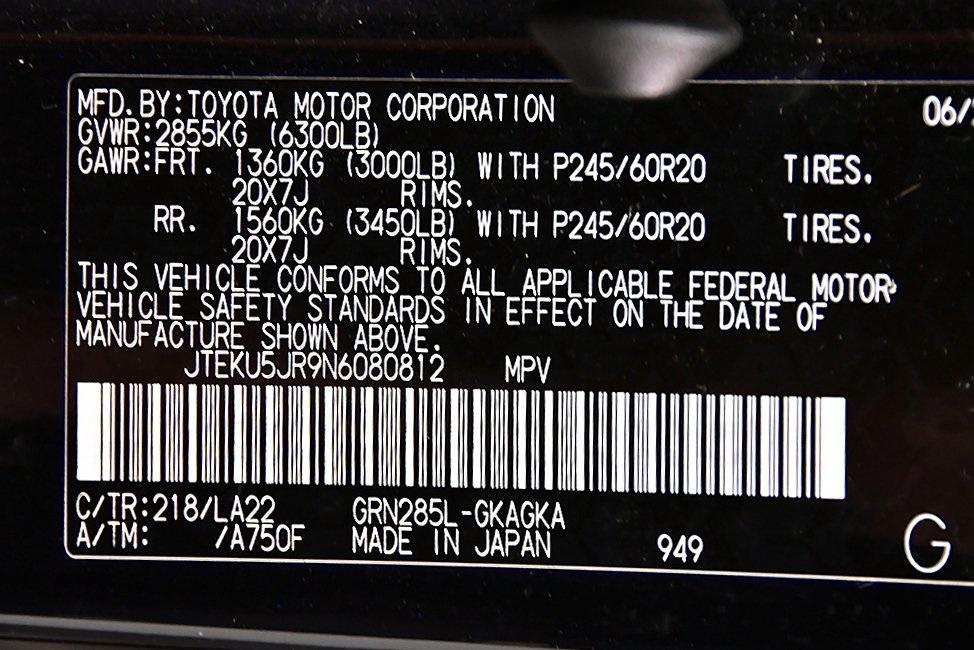 MFD.BY:TOYOTA MOTOR CORPORATION 06/
GVWR:2855KG (6300LB)
GAWR:FRT. 1360KG (3000LB) WITH P245/60R20 TIRES.
20X7J RIMS.
RR. 1560KG (3450LB) WITH P245/60R20 TIRES.
20X7J RIMS.
THIS VEHICLE CONFORMS TO ALL APPLICABLE FEDERAL MOTOR
VEHICLE SAFETY STANDARDS IN EFFECT ON THE DATE OF
MANUFACTURE SHOWN ABOVE.
JTEKU5JR9N6080812 MPV
C/TR:218/LA22 GRN285L-GKAGKA
A/TM: /A750F MADE IN JAPAN 949 G